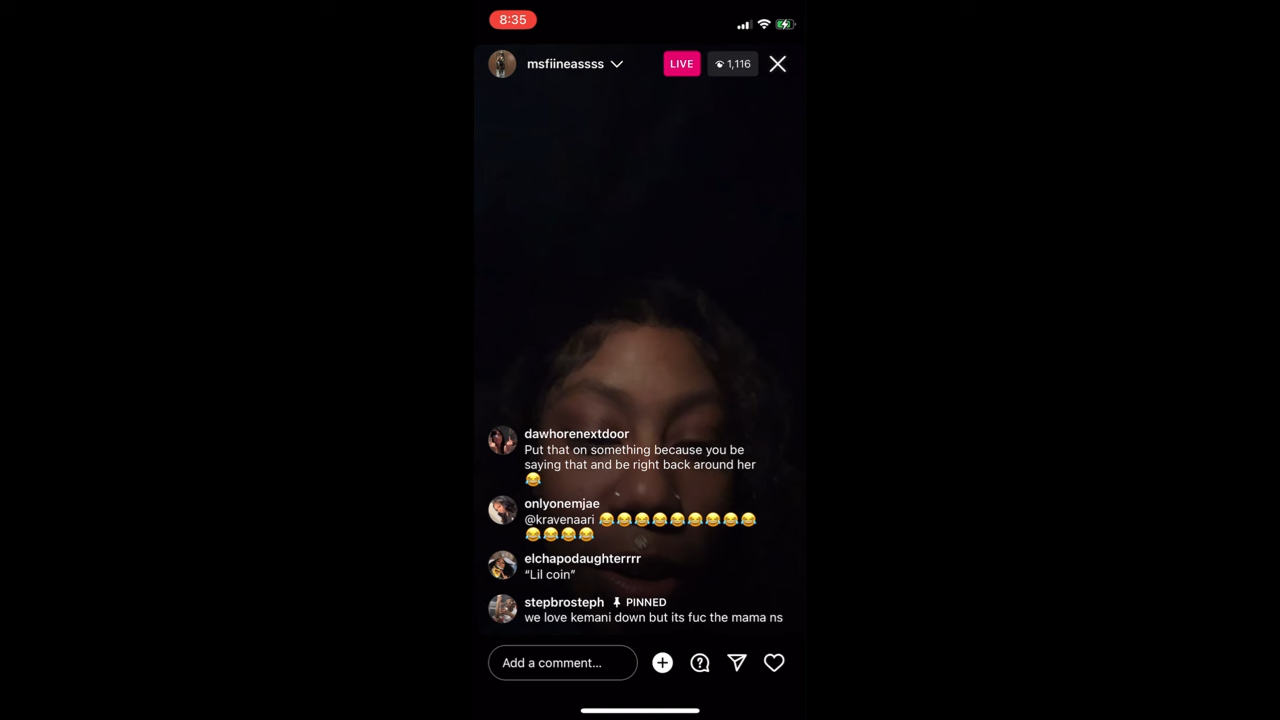 8:35
msfiineassss
LIVE
1,116
dawhorenextdoor
Put that on something because you be
saying that and be right back around her
😂
onlyonemjae
@kravenaari 😂😂😂😂😂😂😂😂😂
😂😂😂😂
elchapodaughterrrr
“Lil coin”
stepbrosteph PINNED
we love kemani down but its fuc the mama ns
Add a comment...